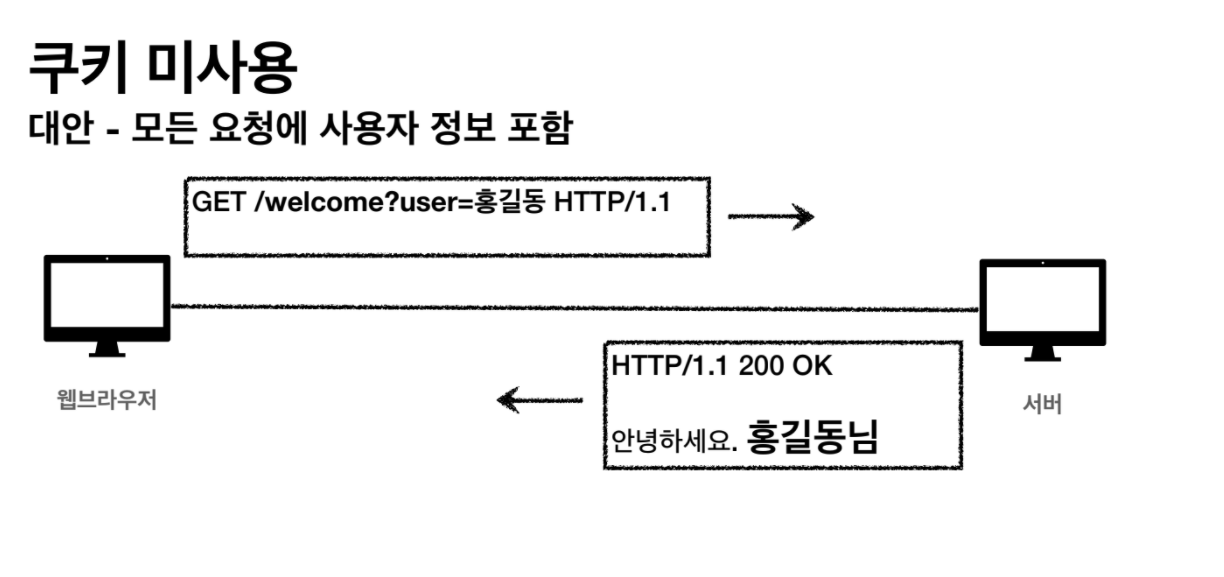 쿠키 미사용
대안 - 모든 요청에 사용자 정보 포함
GET /welcome?user=홍길동 HTTP/1.1
웹브라우저
HTTP/1.1 200 OK
안녕하세요. 홍길동님
서버